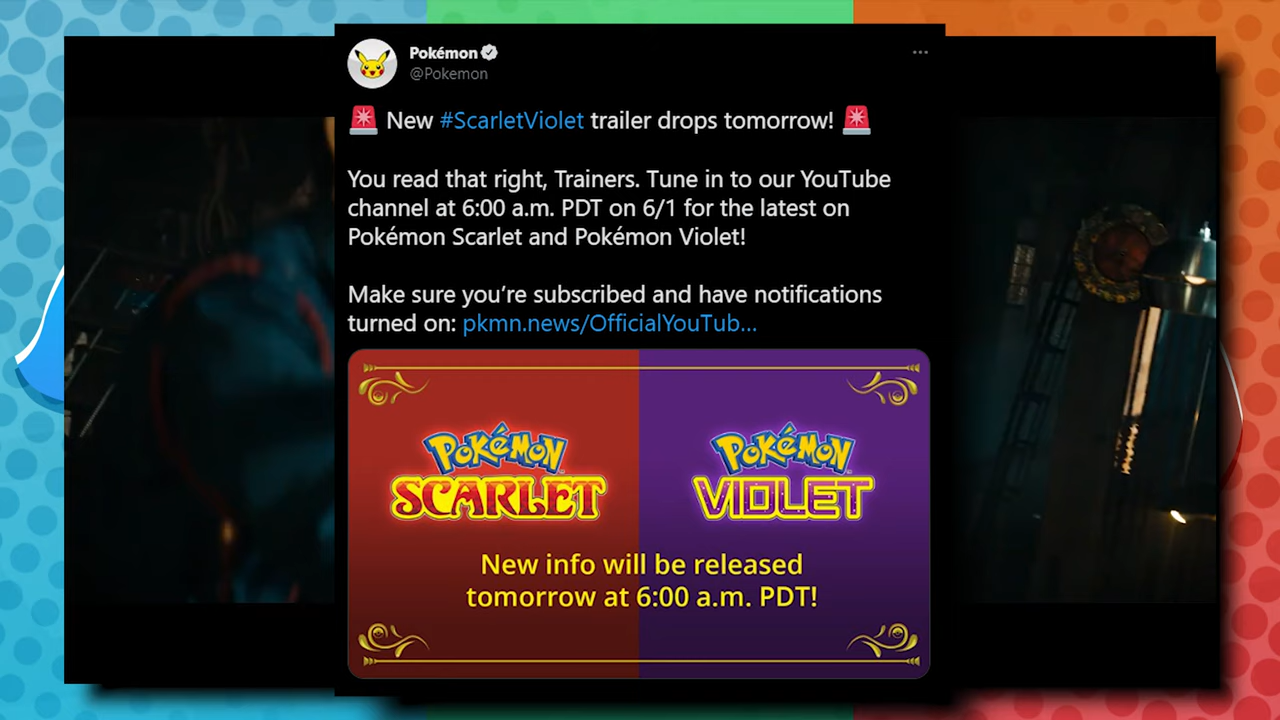 Pokémon
@Pokemon
🚨 New #ScarletViolet trailer drops tomorrow! 🚨
You read that right, Trainers. Tune in to our YouTube
channel at 6:00 a.m. PDT on 6/1 for the latest on
Pokémon Scarlet and Pokémon Violet!
Make sure you’re subscribed and have notifications
turned on: pkmn.news/OfficialYouTub...
POKÉMON
SCARLET
POKÉMON
VIOLET
New info will be released
tomorrow at 6:00 a.m. PDT!